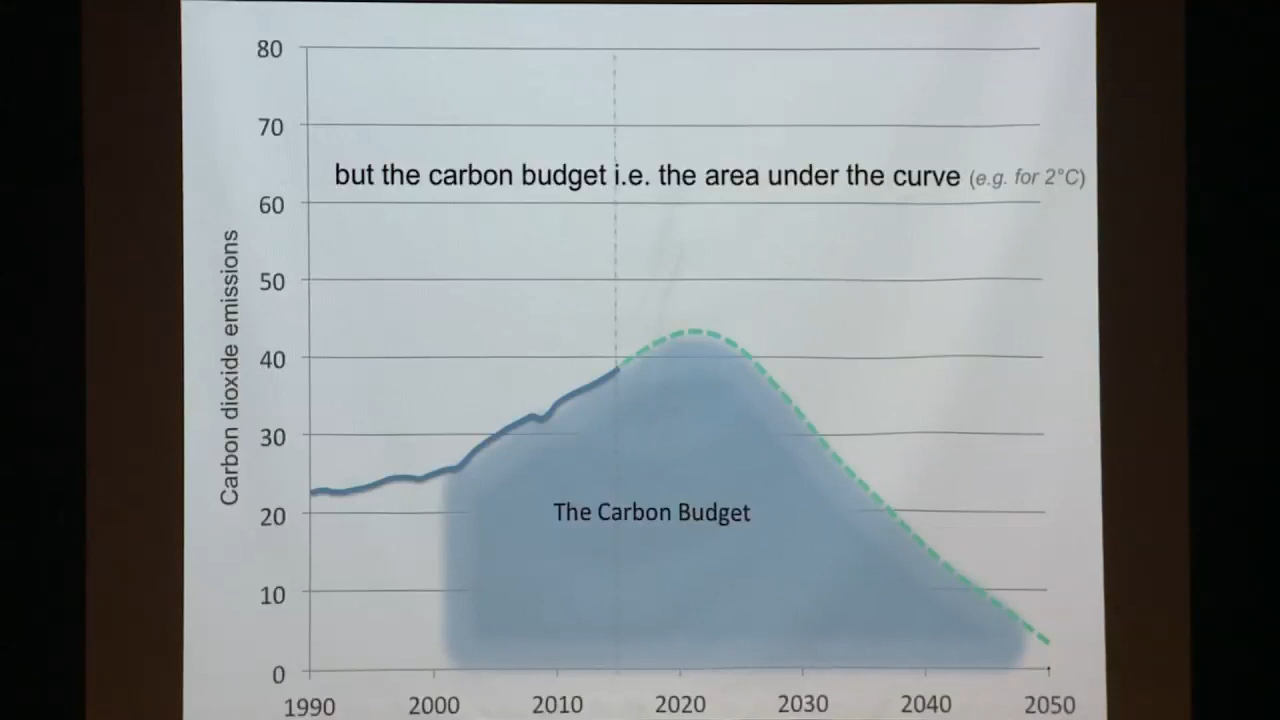 80
70
but the carbon budget i.e. the area under the curve (e.g. for 2°C)
60
50
Carbon dioxide emissions
40
30
The Carbon Budget
20
10
0
1990 2000 2010 2020 2030 2040 2050